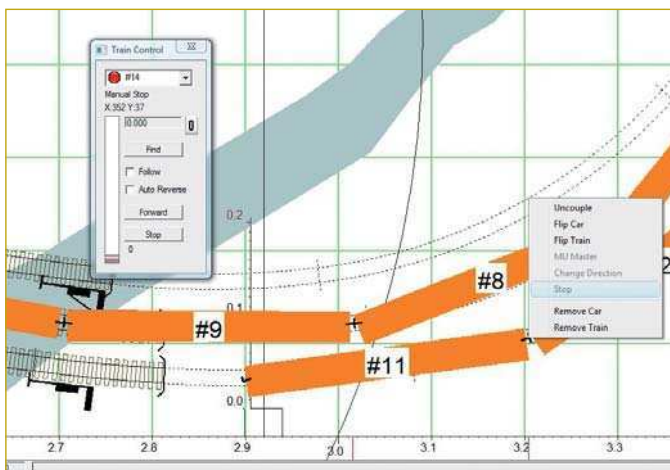 Train Control
#14
Manual Stop
X:352 Y:37
0.000
0
Find
Follow
Auto Reverse
Forward
Stop
0
Uncouple
Flip Car
Flip Train
MU Master
Change Direction
Stop
Remove Car
Remove Train
0.2
0.1
0.0
#8
2
#9
#11
2.7
2.8
2.9
3.0
3.1
3.2
3.3